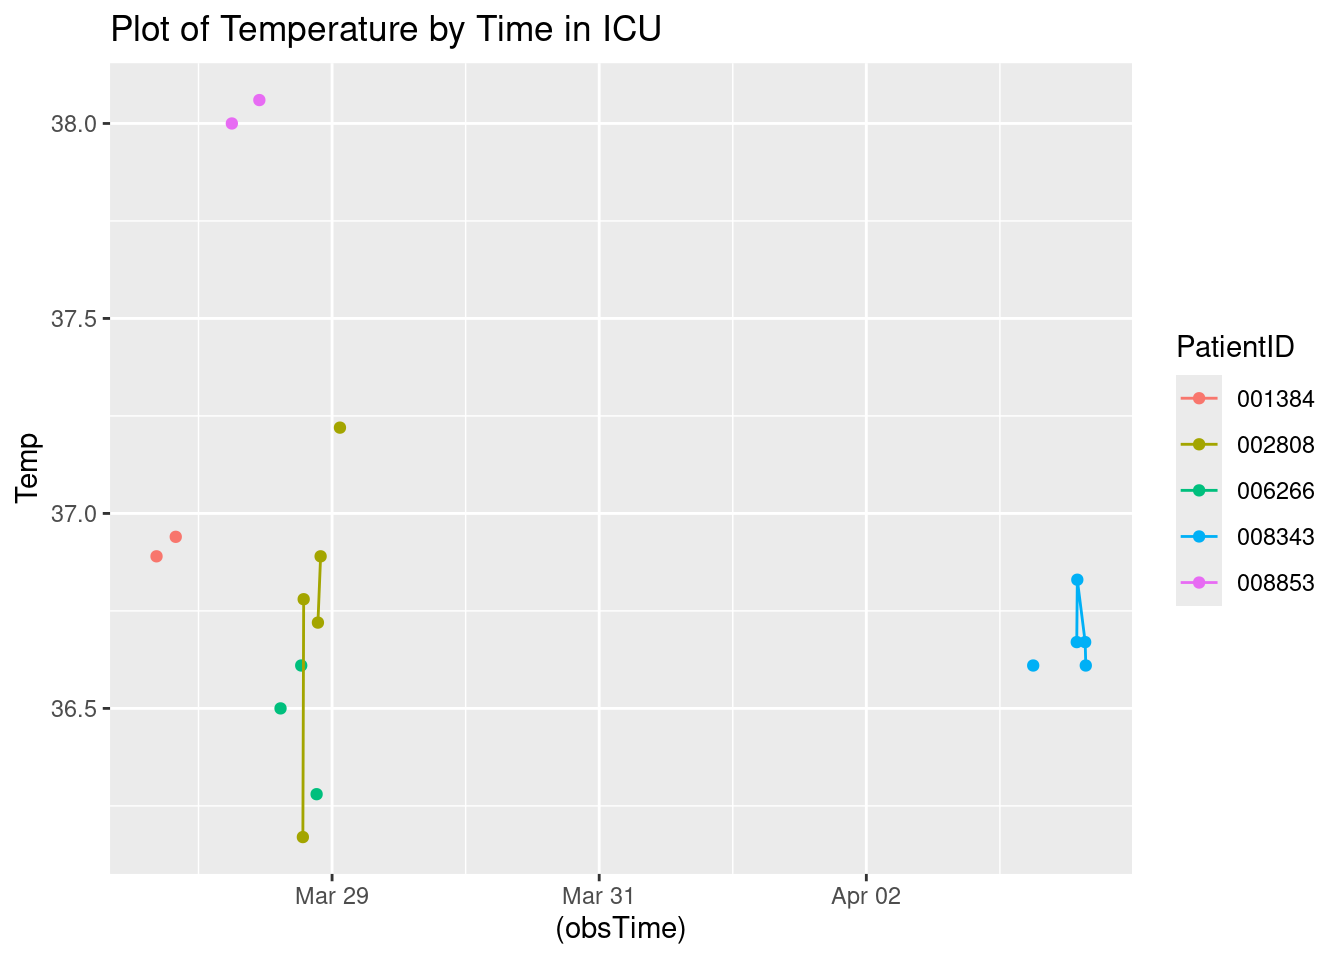 Plot of Temperature by Time in ICU
38.0
37.5
37.0
36.5
Temp
Mar 29
Mar 31
Apr 02
(obsTime)
PatientID
001384
002808
006266
008343
008853